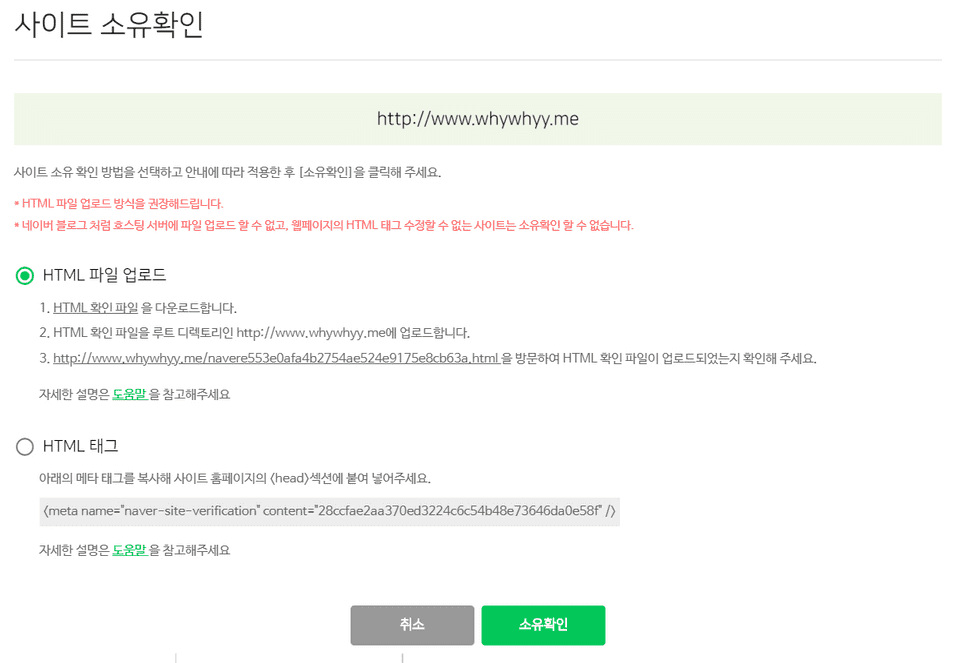 사이트 소유확인
http://www.whywhyy.me
사이트 소유 확인 방법을 선택하고 안내에 따라 적용한 후 [소유확인]을 클릭해 주세요.
* HTML 파일 업로드 방식을 권장해드립니다.
* 네이버 블로그 처럼 호스팅 서버에 파일 업로드 할 수 없고, 웹페이지의 HTML 태그 수정할 수 없는 사이트는 소유확인 할 수 없습니다.
HTML 파일 업로드
1. HTML 확인 파일 을 다운로드합니다.
2. HTML 확인 파일을 루트 디렉토리인 http://www.whywhyy.me에 업로드합니다.
3. http://www.whywhyy.me/navere553e0afa4b2754ae524e9175e8cb63a.html 을 방문하여 HTML 확인 파일이 업로드되었는지 확인해 주세요.
자세한 설명은 도움말 을 참고해주세요
HTML 태그
아래의 메타 태그를 복사해 사이트 홈페이지의 <head>섹션에 붙여 넣어주세요.
<meta name="naver-site-verification" content="28ccfae2aa370ed3224c6c54b48e73646da0e58f" />
자세한 설명은 도움말 을 참고해주세요
취소 소유확인